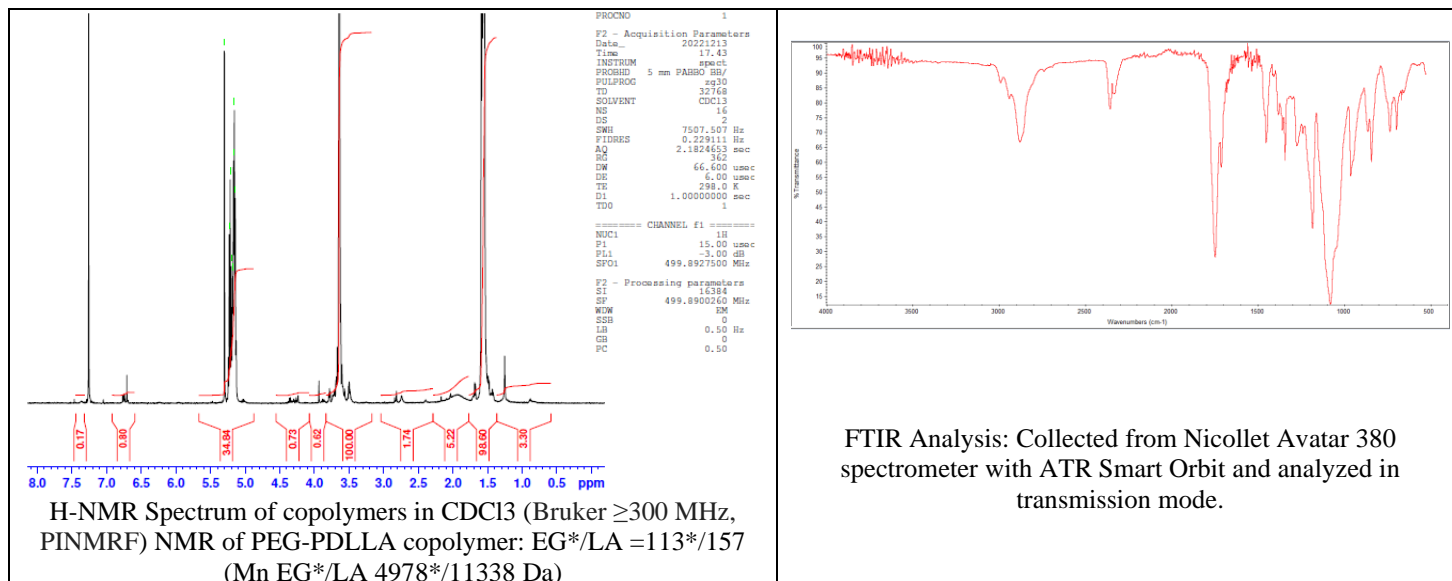 PROCNO 1
F2 - Acquisition Parameters
Date_ 20221213
Time 17.43
INSTRUM spect
PROBHD 5 mm PABBO BB/
PULPROG zg30
TD 32768
SOLVENT CDCl3
NS 16
DS 2
SWH 7507.507 Hz
FIDRES 0.229111 Hz
AQ 2.1824653 sec
RG 362
DW 66.600 usec
DE 6.00 usec
TE 298.0 K
D1 1.00000000 sec
TD0 1
======== CHANNEL f1 ========
NUC1 1H
P1 15.00 usec
PL1 -3.00 dB
SFO1 499.8927500 MHz
F2 - Processing parameters
SI 16384
SF 499.8900260 MHz
WDW EM
SSB 0
LB 0.50 Hz
GB 0
PC 0.50
0.17 0.80 34.84 0.73 0.62 100.00 1.74 5.22 98.60 3.30
8.0 7.5 7.0 6.5 6.0 5.5 5.0 4.5 4.0 3.5 3.0 2.5 2.0 1.5 1.0 0.5 ppm
H-NMR Spectrum of copolymers in CDCl3 (Bruker ≥300 MHz,
PINMRF) NMR of PEG-PDLLA copolymer: EG*/LA =113*/157
(Mn EG*/LA 4978*/11338 Da)
100
95
90
85
80
75
70
65
60
55
50
45
40
35
30
25
20
15
% Transmittance
4000 3500 3000 2500 2000 1500 1000 500
Wavenumbers (cm-1)
FTIR Analysis: Collected from Nicollet Avatar 380
spectrometer with ATR Smart Orbit and analyzed in
transmission mode.